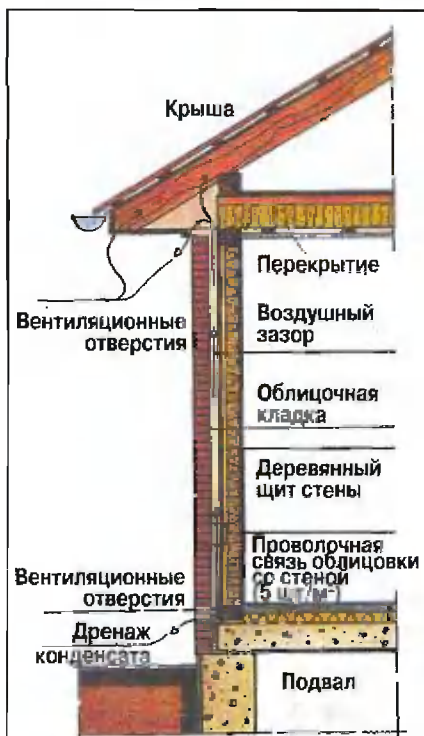 Крыша
Перекрытие
Вентиляционные
отверстия
Воздушный
зазор
Облицочная
кладка
Деревянный
щит стены
Проволочная
связь облицовки
со стеной
(5 шт/м²)
Вентиляционные
отверстия
Дренаж
конденсата
Подвал